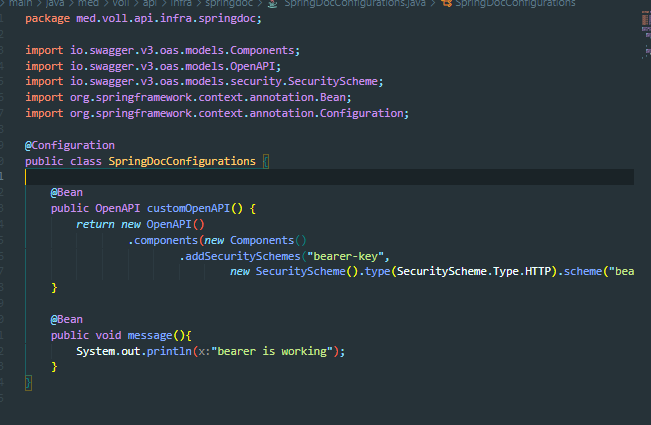 main > java > med > voll > api > infra > springdoc > SpringDocConfigurations.java > SpringDocConfigurations
package med.voll.api.infra.springdoc;
import io.swagger.v3.oas.models.Components;
import io.swagger.v3.oas.models.OpenAPI;
import io.swagger.v3.oas.models.security.SecurityScheme;
import org.springframework.context.annotation.Bean;
import org.springframework.context.annotation.Configuration;
@Configuration
public class SpringDocConfigurations {
@Bean
public OpenAPI customOpenAPI() {
return new OpenAPI()
.components(new Components()
.addSecuritySchemes("bearer-key",
new SecurityScheme().type(SecurityScheme.Type.HTTP).scheme("bea
}
@Bean
public void message(){
System.out.println(x:"bearer is working");
}
}